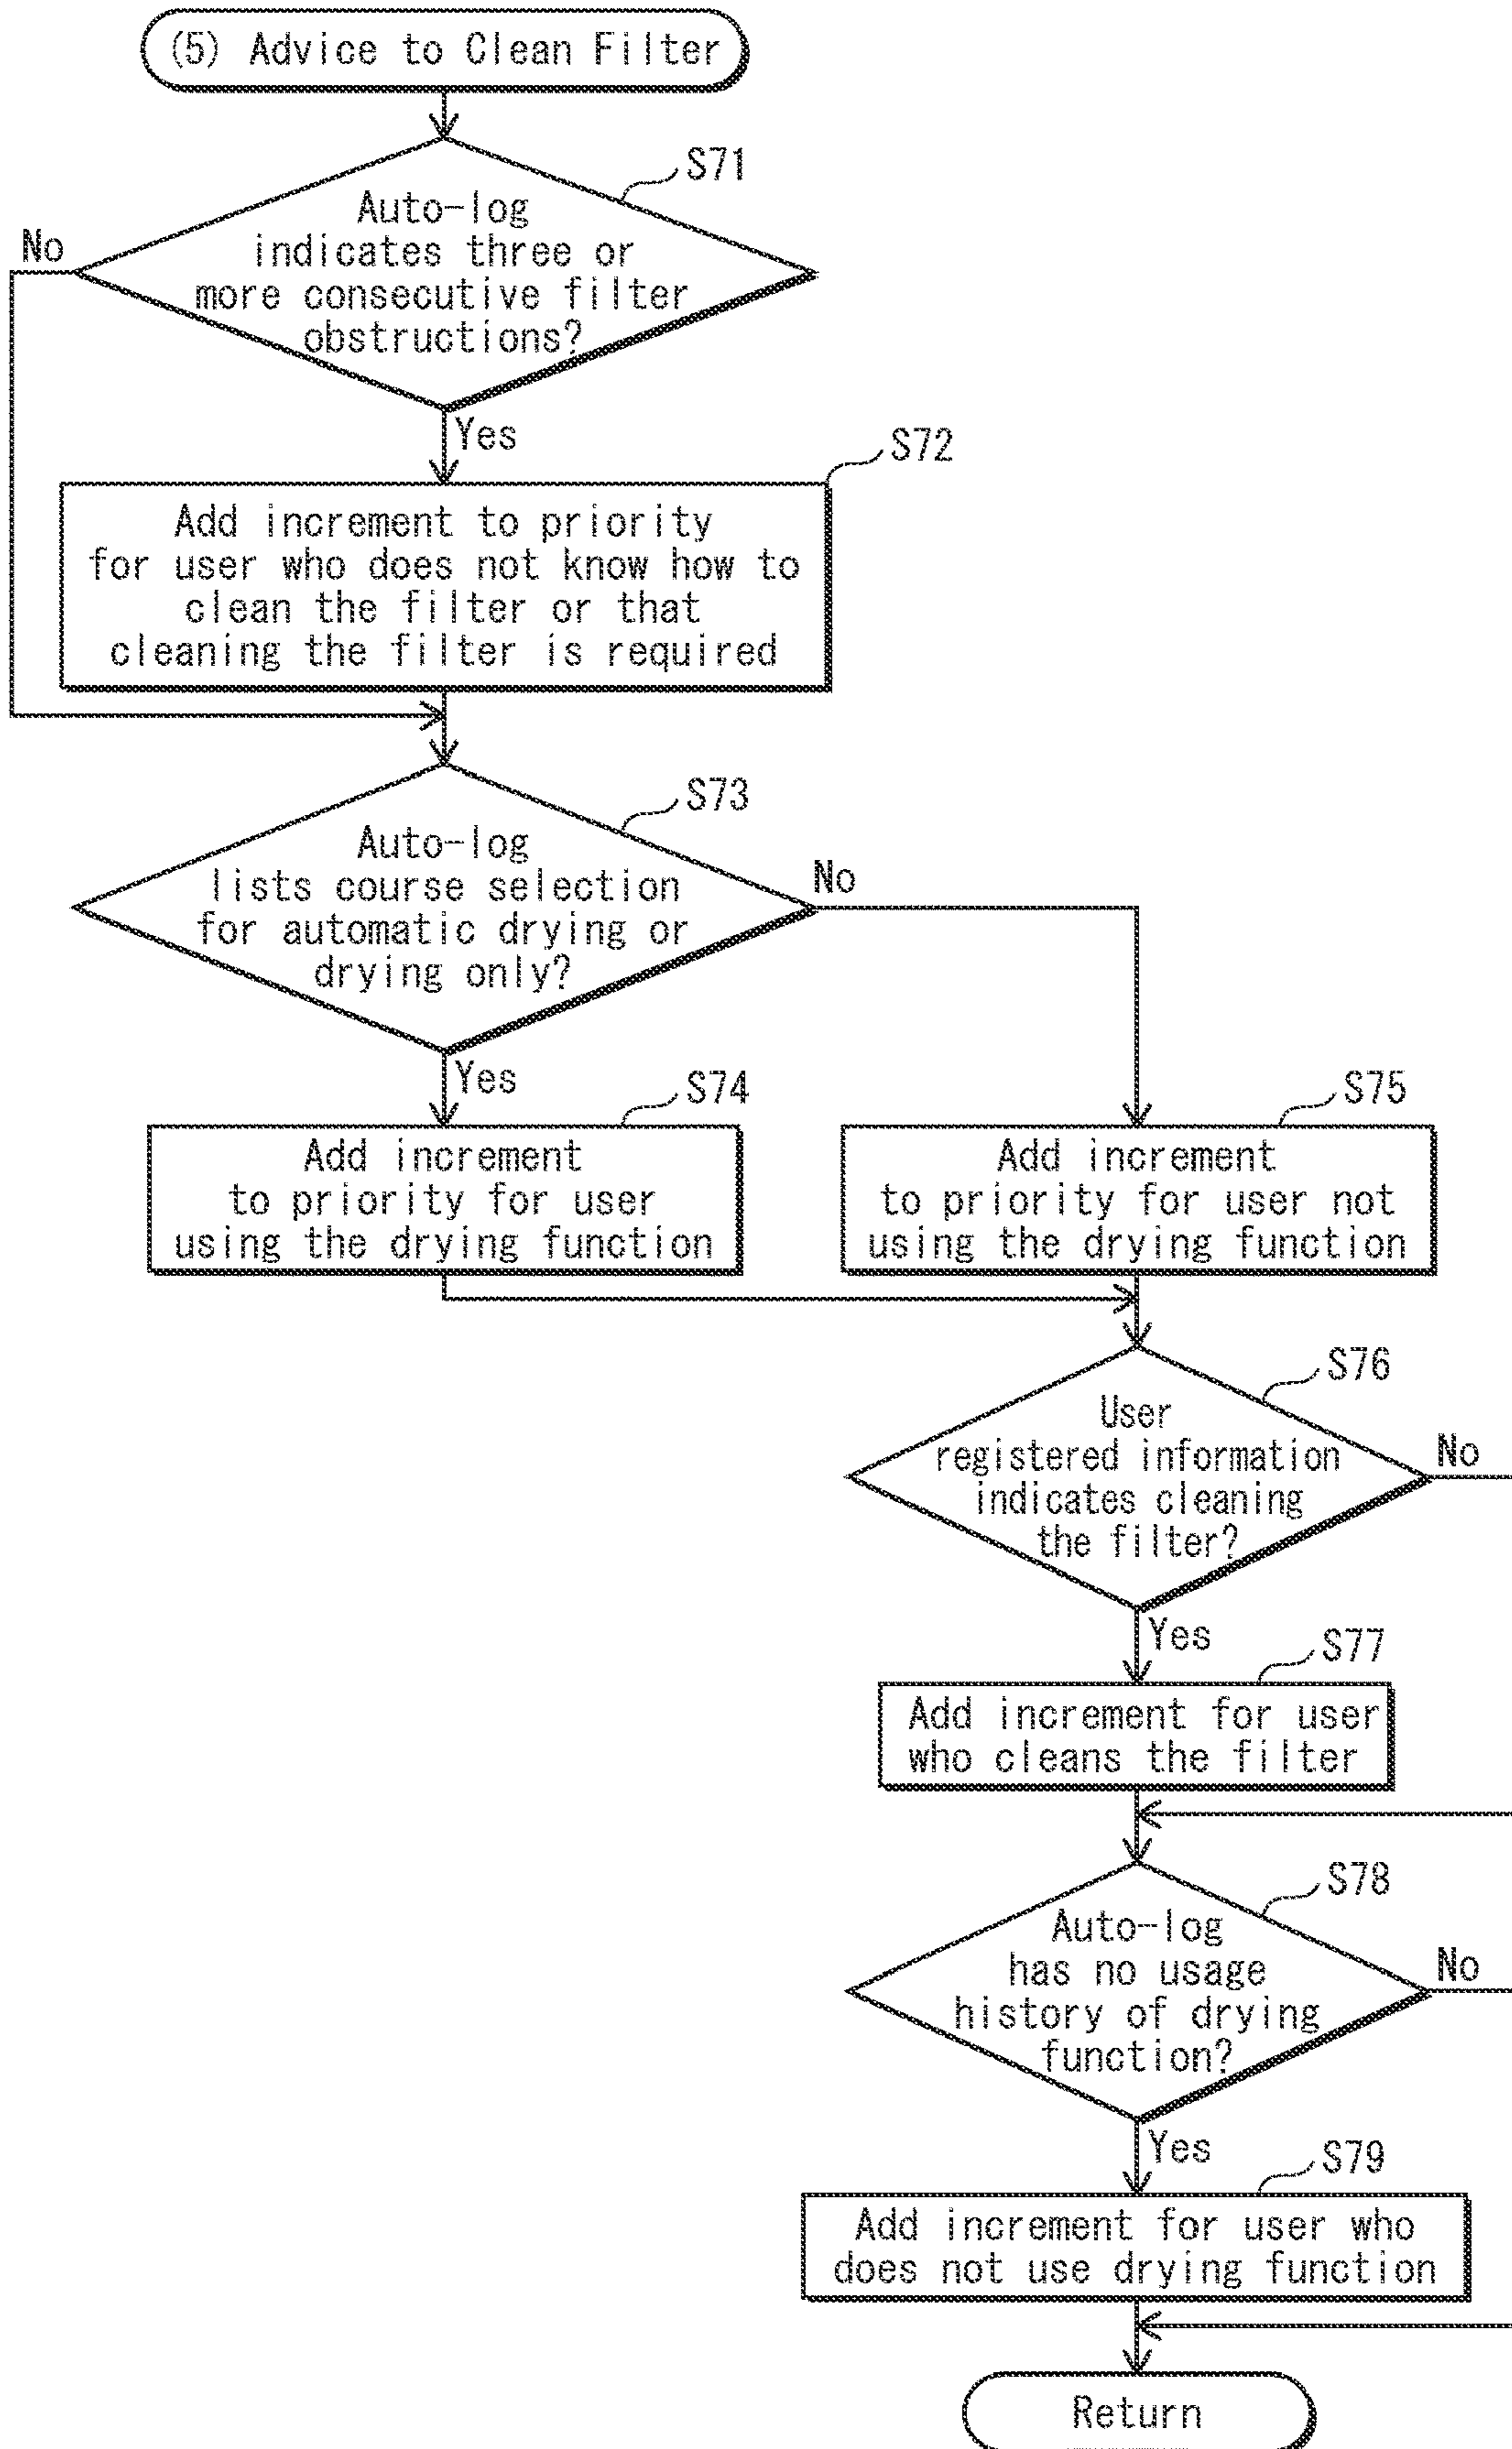 (5) Advice to Clean Filter
S71
Auto-log
indicates three or
more consecutive filter
obstructions?
No
Yes
S72
Add increment to priority
for user who does not know how to
clean the filter or that
cleaning the filter is required
S73
Auto-log
lists course selection
for automatic drying or
drying only?
No
Yes
S74
Add increment
to priority for user
using the drying function
S75
Add increment
to priority for user not
using the drying function
S76
User
registered information
indicates cleaning
the filter?
No
Yes
S77
Add increment for user
who cleans the filter
S78
Auto-log
has no usage
history of drying
function?
No
Yes
S79
Add increment for user who
does not use drying function
Return